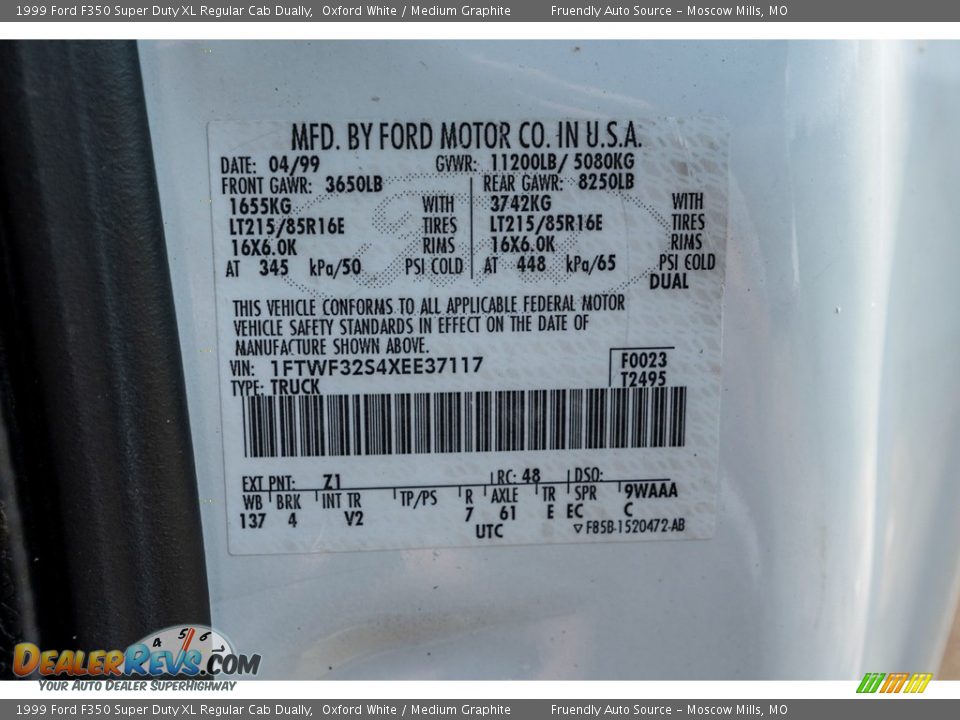 1999 Ford F350 Super Duty XL Regular Cab Dually, Oxford White / Medium Graphite Fruendly Auto Source - Moscow Mills, MO
MFD. BY FORD MOTOR CO. IN U.S.A.
DATE: 04/99 GVWR: 11200LB/ 5080KG
FRONT GAWR: 3650LB REAR GAWR: 8250LB
1655KG WITH 3742KG WITH
LT215/85R16E TIRES LT215/85R16E TIRES
16X6.0K RIMS 16X6.0K RIMS
AT 345 kPa/50 PSI COLD AT 448 kPa/65 PSI COLD
DUAL
THIS VEHICLE CONFORMS TO ALL APPLICABLE FEDERAL MOTOR
VEHICLE SAFETY STANDARDS IN EFFECT ON THE DATE OF
MANUFACTURE SHOWN ABOVE.
VIN: 1FTWF32S4XEE37117 F0023
TYPE: TRUCK T2495
EXT PNT: Z1 RC: 48 DSO:
WB BRK INT TR TP/PS R AXLE TR SPR 9WAAA
137 4 V2 7 61 E EC C
UTC ▽ F85B-1520472-AB
4 5 6
DEALERREVS.COM
YOUR AUTO DEALER SUPERHIGHWAY
1999 Ford F350 Super Duty XL Regular Cab Dually, Oxford White / Medium Graphite Fruendly Auto Source - Moscow Mills, MO